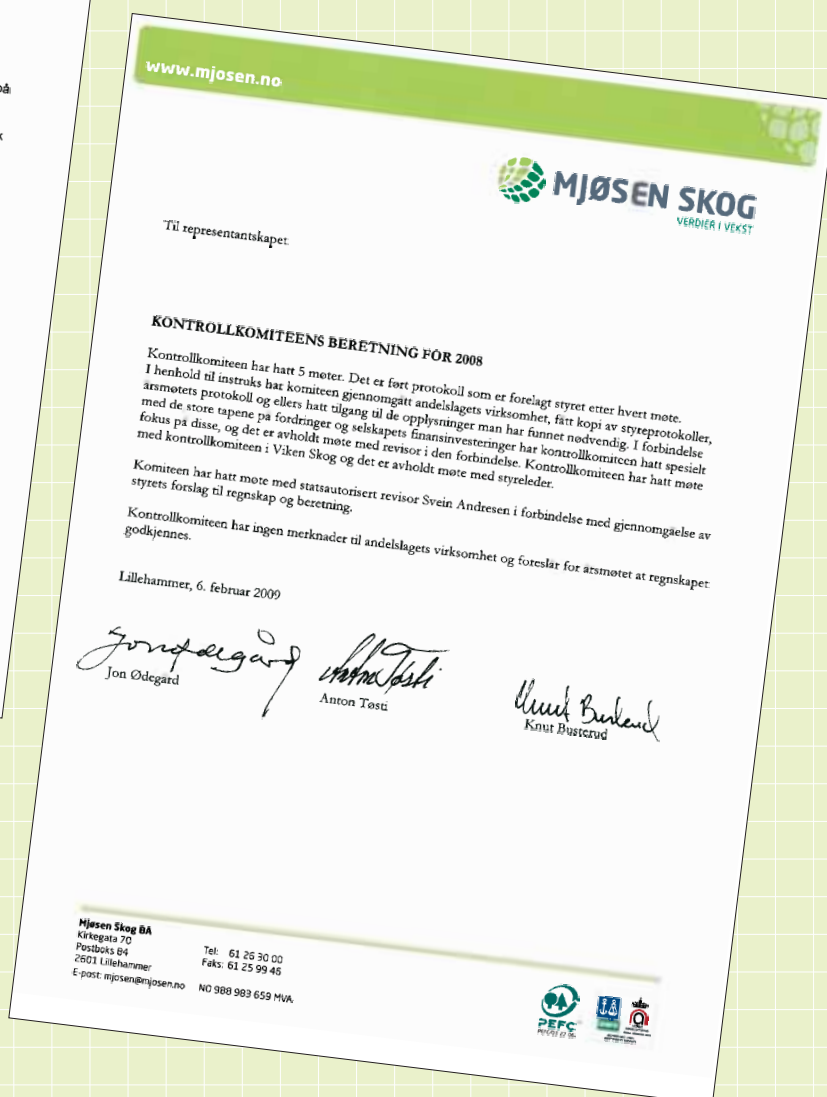 på
www.mjosen.no
MJØSEN SKOG
VERDIER I VEKST
Til representantskapet
KONTROLLKOMITEENS BERETNING FOR 2008
Kontrollkomiteen har hatt 5 møter. Det er ført protokoll som er forelagt styret etter hvert møte.
I henhold til instruks har komiteen gjennomgått andelslagets virksomhet, fått kopi av styreprotokoller,
årsmøtets protokoll og ellers hatt tilgang til de opplysninger man har funnet nødvendig. I forbindelse
med de store tapene på fordringer og selskapets finansinvesteringer har kontrollkomiteen hatt spesielt
fokus på disse, og det er avholdt møte med revisor i den forbindelse. Kontrollkomiteen har hatt møte
med kontrollkomiteen i Viken Skog og det er avholdt møte med styreleder.
Komiteen har hatt møte med statsautorisert revisor Svein Andresen i forbindelse med gjennomgåelse av
styrets forslag til regnskap og beretning.
Kontrollkomiteen har ingen merknader til andelslagets virksomhet og foreslår for årsmøtet at regnskapet
godkjennes.
Lillehammer, 6. februar 2009
Jon Ødegård
Jon Ødegård
Anton Tøsti
Anton Tøsti
Knut Busterud
Knut Busterud
Mjøsen Skog BA
Kirkegata 70
Postboks 84
2601 Lillehammer
E-post: mjosen@mjosen.no
Tel: 61 26 30 00
Faks: 61 25 99 46
NO 988 983 659 MVA
PEFC